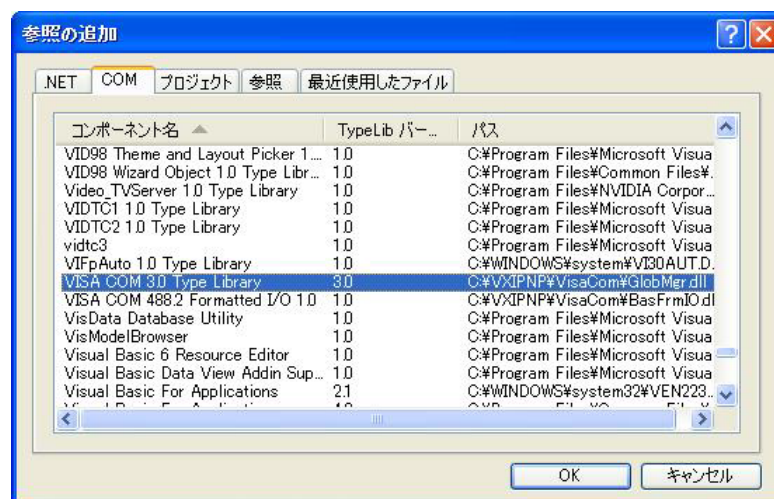 参照の追加
.NET COM プロジェクト 参照 最近使用したファイル
コンポーネント名 TypeLib バー... パス
VID98 Theme and Layout Picker 1.... 1.0 C:¥Program Files¥Microsoft Visua
VID98 Wizard Object 1.0 Type Libr... 1.0 C:¥Program Files¥Common Files¥.
Video_TVServer 1.0 Type Library 1.0 C:¥Program Files¥NVIDIA Corpor...
VIDTC1 1.0 Type Library 1.0 C:¥Program Files¥Microsoft Visua
VIDTC2 1.0 Type Library 1.0 C:¥Program Files¥Microsoft Visua
vidtc3 1.0 C:¥Program Files¥Microsoft Visua
VIFpAuto 1.0 Type Library 1.0 C:¥WINDOWS¥system¥VI30AUT.D.
VISA COM 3.0 Type Library 3.0 C:¥VXIPNP¥VisaCom¥GlobMgr.dll
VISA COM 488.2 Formatted I/O 1.0 1.0 C:¥VXIPNP¥VisaCom¥BasFrmIO.dl
VisData Database Utility 1.0 C:¥Program Files¥Microsoft Visua
VisModelBrowser 1.0 C:¥Program Files¥Microsoft Visua
Visual Basic 6 Resource Editor 1.0 C:¥Program Files¥Microsoft Visua
Visual Basic Data View Addin Sup... 1.0 C:¥Program Files¥Microsoft Visua
Visual Basic For Applications 2.1 C:¥WINDOWS¥system32¥VEN223..
OK キャンセル